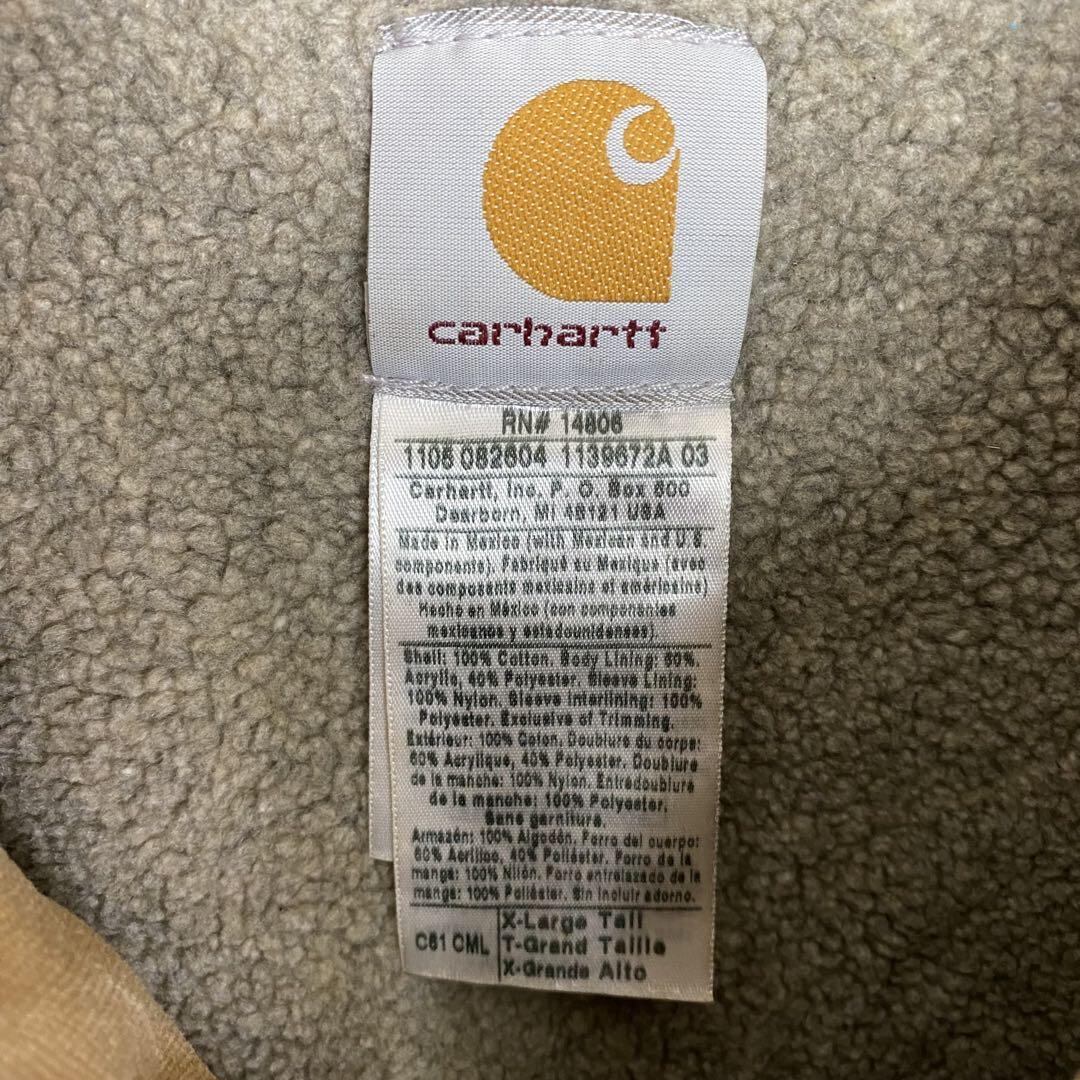 carhartt
RN# 14806
1106 082604 1139672A 03
Carhartt, Inc. P. O. Box 600
Dearborn, MI 48121 USA
Made in Mexico (with Mexican and U S
components). Fabriqué au Mexique (avec
des composants mexicains et américains)
Hecho en México (con componentes
mexicanos y estadounidenses).
Shell: 100% Cotton. Body Lining: 60%.
Acrylic, 40% Polyester. Sleeve Lining:
100% Nylon. Sleeve Interlining: 100%
Polyester. Exclusive of Trimming.
Extérieur: 100% Coton. Doublure du corps:
60% Acrylique, 40% Polyester. Doublure
de la manche: 100% Nylon. Entredoublure
de la manche: 100% Polyester.
Sans garniture.
Armazón: 100% Algodón. Forro del cuerpo:
60% Acrílico, 40% Poliéster. Forro de la
manga: 100% Nilón. Forro entrelazado de la
manga: 100% Poliéster. Sin incluir adorno.
C61 CML
X-Large Tall
T-Grand Taille
X-Grande Alto